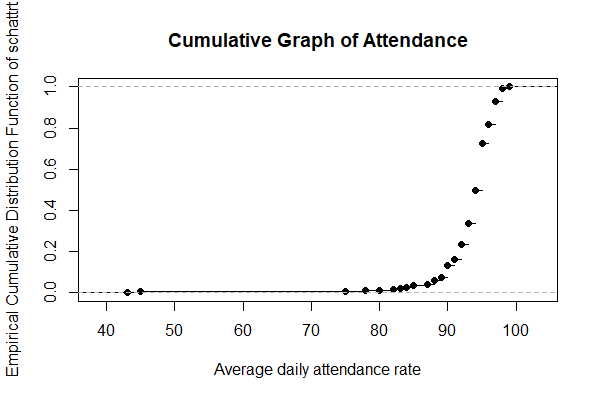 Cumulative Graph of Attendance
Empirical Cumulative Distribution Function of schattrt
1.0
0.8
0.6
0.4
0.2
0.0
40 50 60 70 80 90 100
Average daily attendance rate